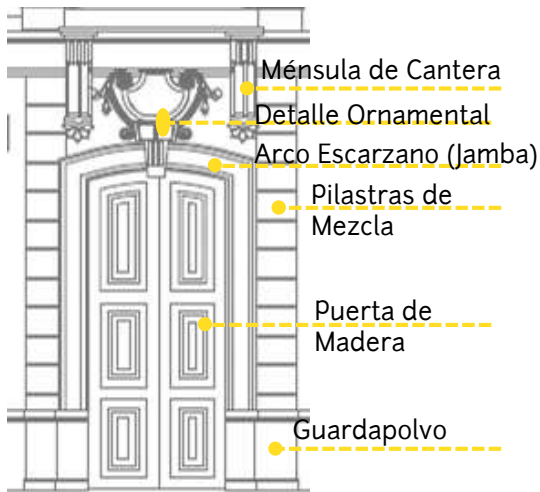 Ménsula de Cantera
Detalle Ornamental
Arco Escarzano (Jamba)
Pilastras de
Mezcla
Puerta de
Madera
Guardapolvo